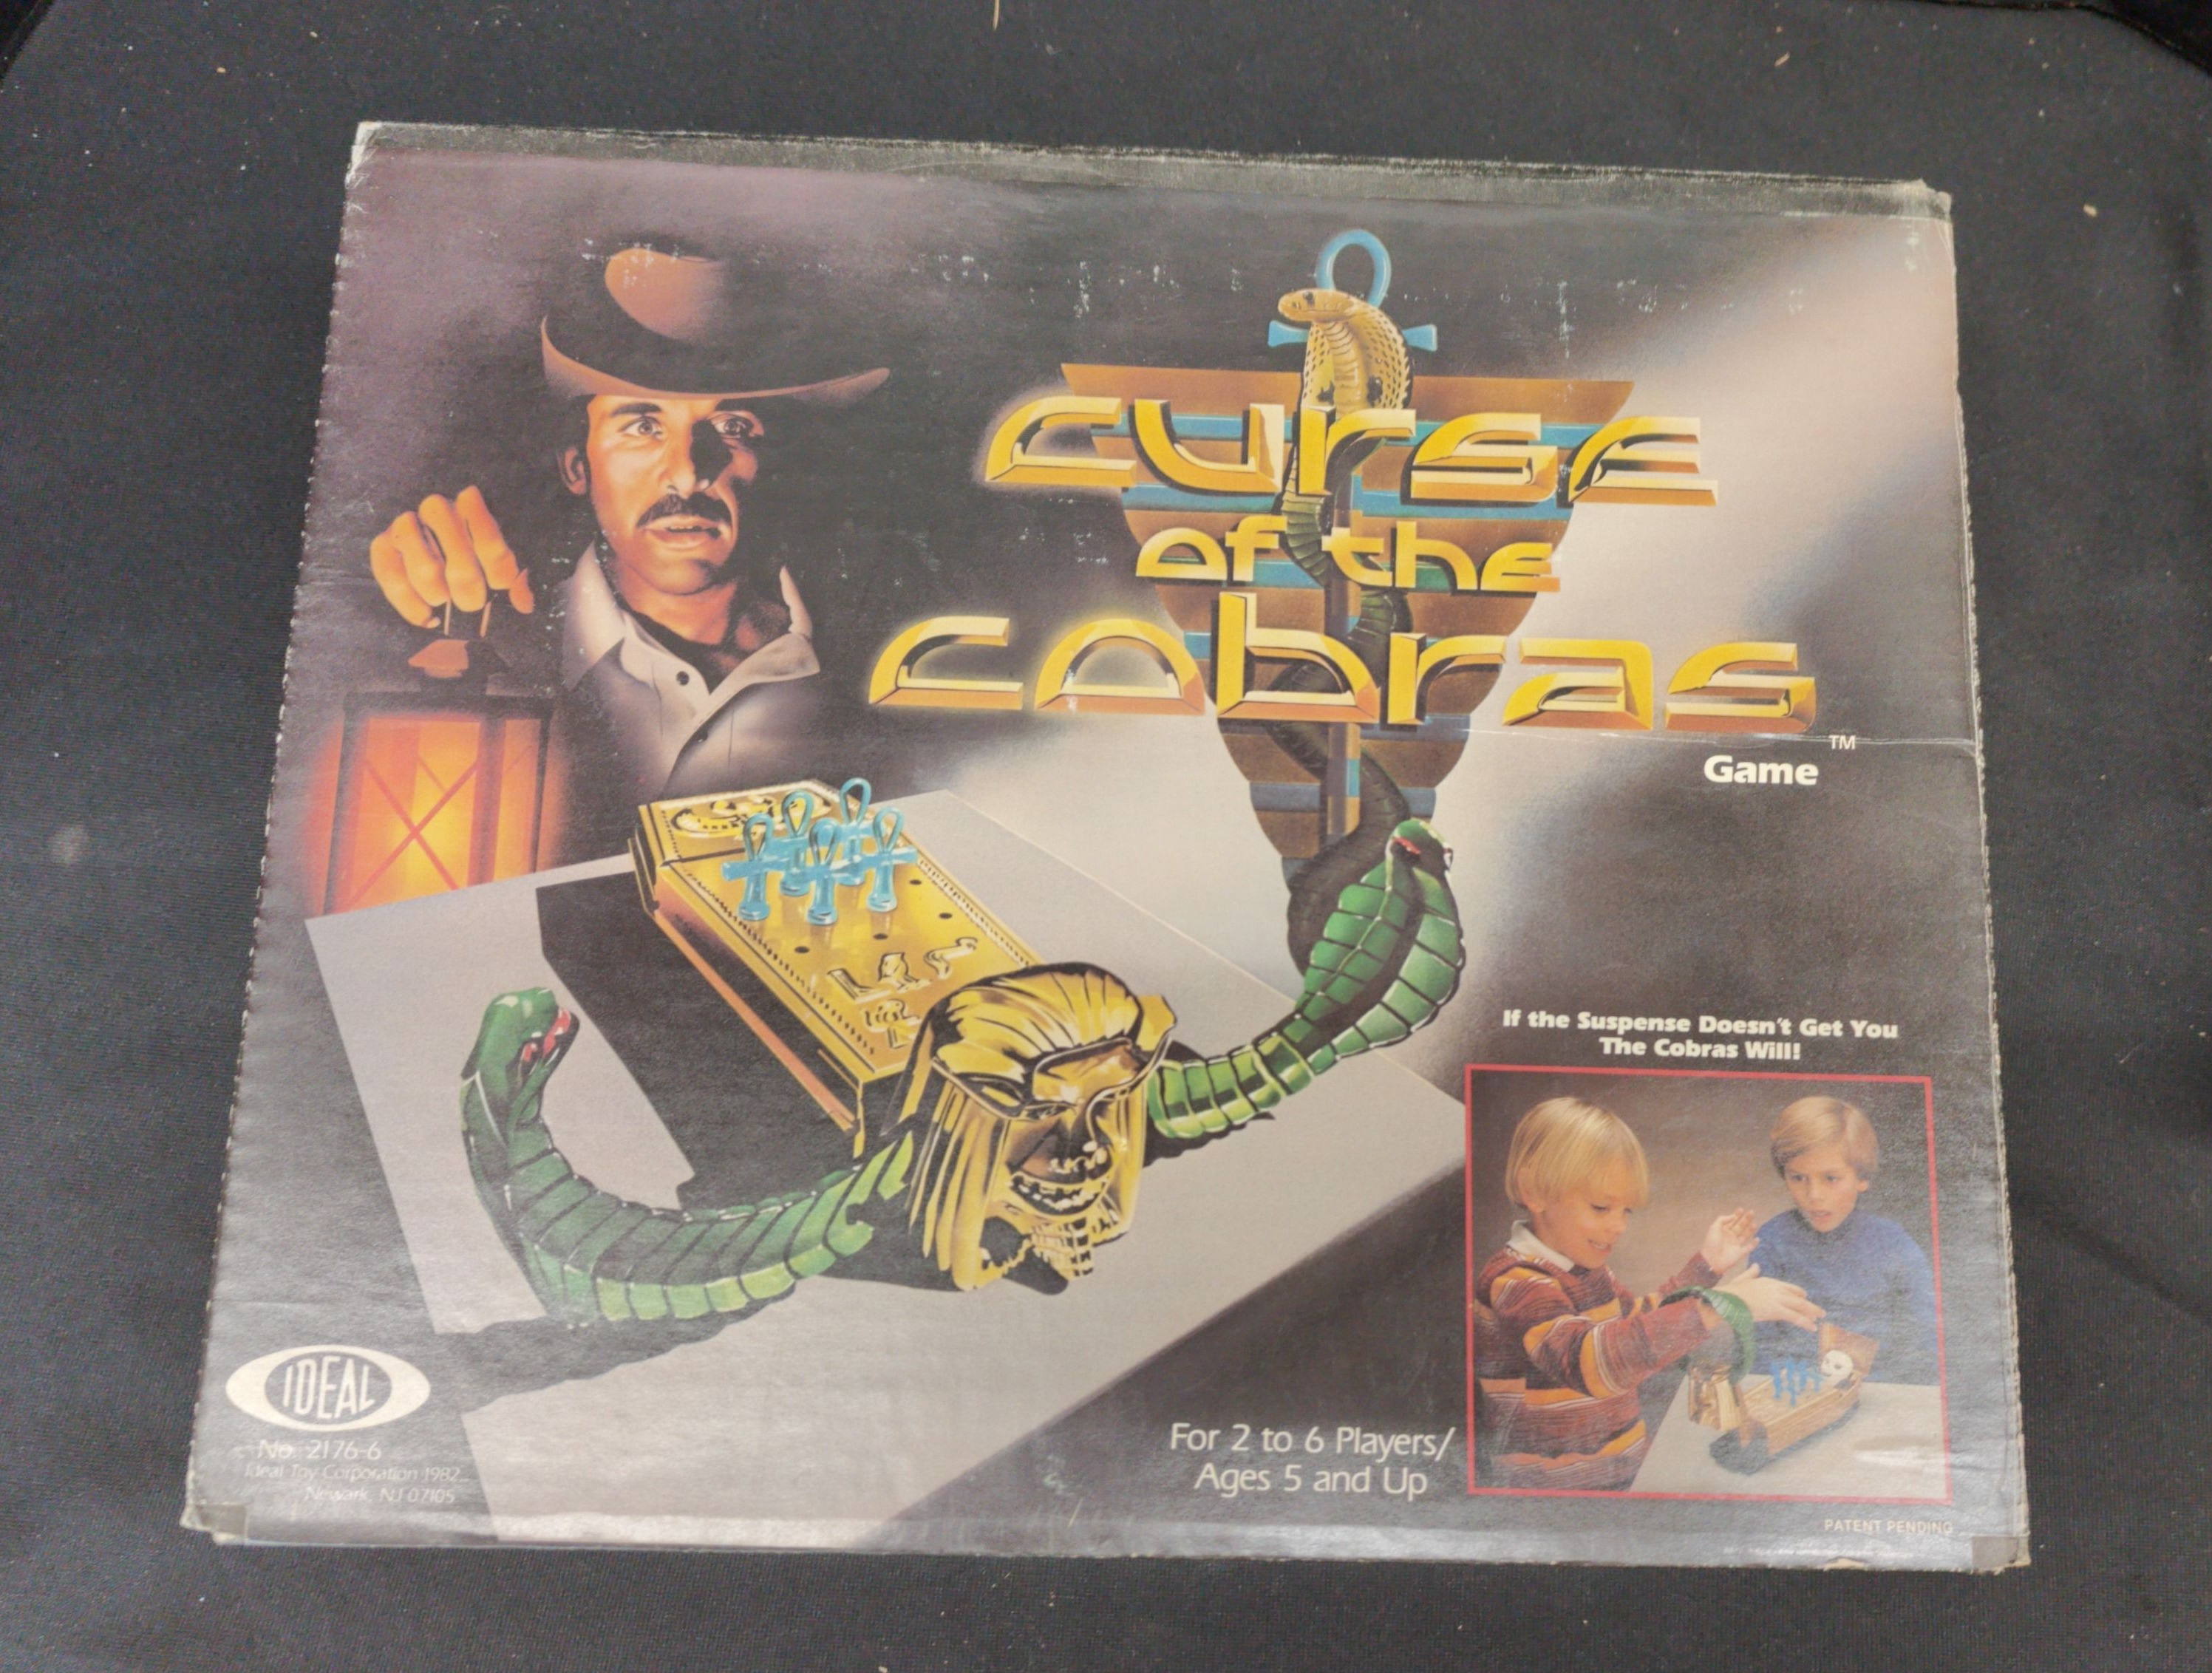 curse
of the
cobras
TM
Game
If the Suspense Doesn't Get You
The Cobras Will!
For 2 to 6 Players/
Ages 5 and Up
IDEAL
No. 2176-6
Ideal Toy Corporation 1982
Newark, NJ 07105
PATENT PENDING